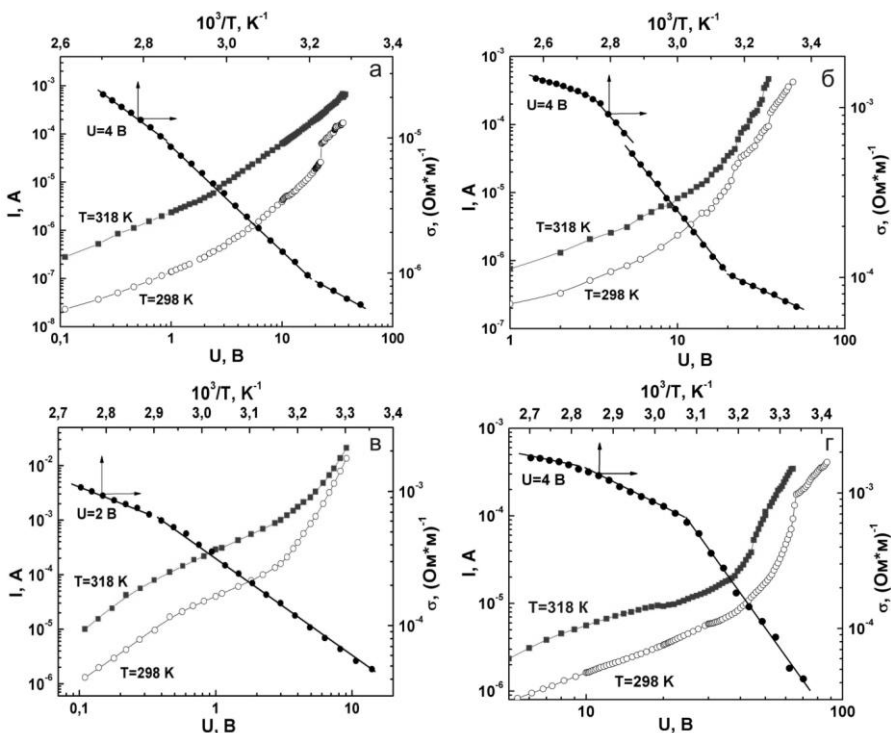 10³/T, K⁻¹
2,6 2,8 3,0 3,2 3,4
а
I, A
10⁻³
10⁻⁴
10⁻⁵
10⁻⁶
10⁻⁷
10⁻⁸
U=4 В
T=318 K
T=298 K
10⁻⁵
10⁻⁶
σ, (Ом*м)⁻¹
0,1 1 10 100
U, В
10³/T, K⁻¹
2,6 2,8 3,0 3,2 3,4
б
I, A
10⁻³
10⁻⁴
10⁻⁵
10⁻⁶
10⁻⁷
U=4 В
T=318 K
T=298 K
10⁻³
10⁻⁴
σ, (Ом*м)⁻¹
1 10 100
U, В
10³/T, K⁻¹
2,7 2,8 2,9 3,0 3,1 3,2 3,3 3,4
в
I, A
10⁻²
10⁻³
10⁻⁴
10⁻⁵
10⁻⁶
U=2 В
T=318 K
T=298 K
10⁻³
10⁻⁴
σ, (Ом*м)⁻¹
0,1 1 10
U, В
10³/T, K⁻¹
2,7 2,8 2,9 3,0 3,1 3,2 3,3 3,4
г
I, A
10⁻³
10⁻⁴
10⁻⁵
10⁻⁶
U=4 В
T=318 K
T=298 K
10⁻³
10⁻⁴
σ, (Ом*м)⁻¹
10 100
U, В